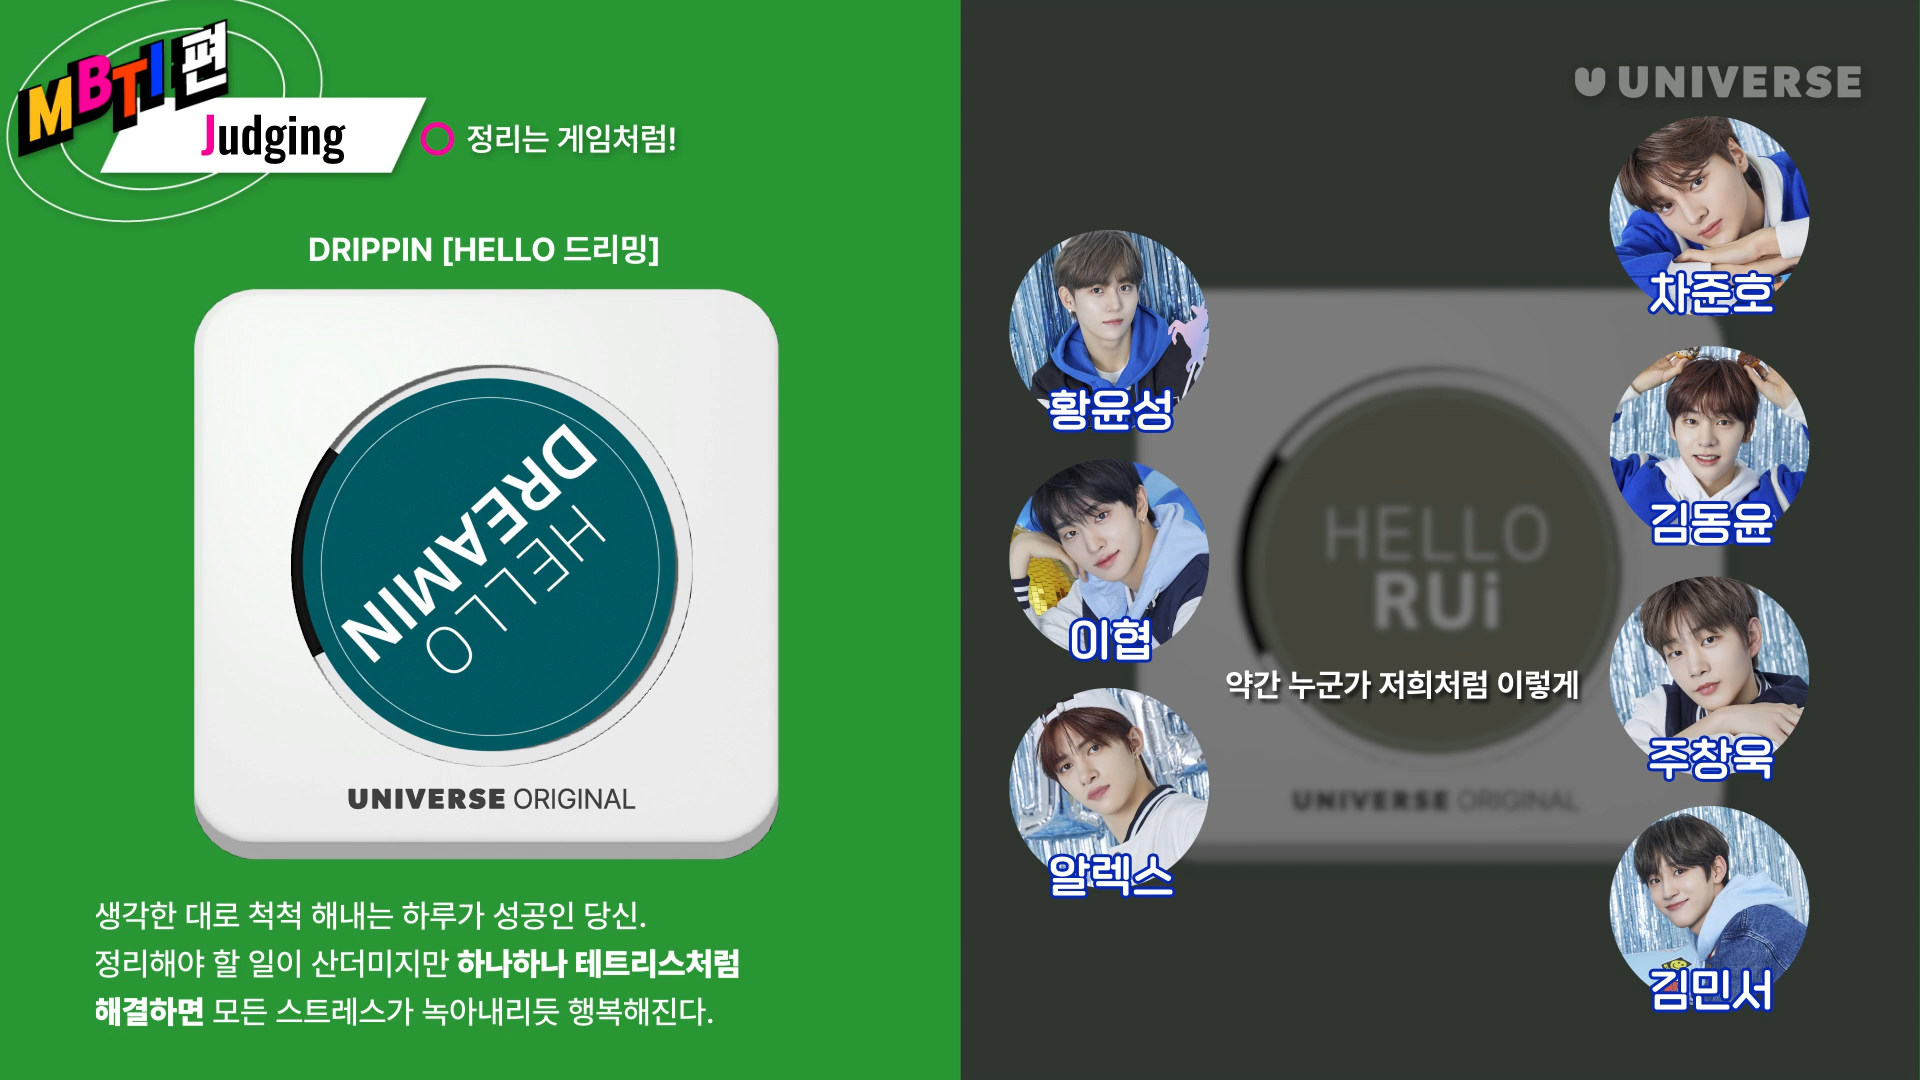 MBTI 편
Judging
정리는 게임처럼!
DRIPPIN [HELLO 드리밍]
HELLO
DREAMIN
UNIVERSE ORIGINAL
생각한 대로 척척 해내는 하루가 성공인 당신.
정리해야 할 일이 산더미지만 하나하나 테트리스처럼
해결하면 모든 스트레스가 녹아내리듯 행복해진다.
UNIVERSE
차준호
황윤성
김동윤
이협
주창욱
알렉스
김민서
HELLO
RUi
약간 누군가 저희처럼 이렇게
UNIVERSE ORIGINAL